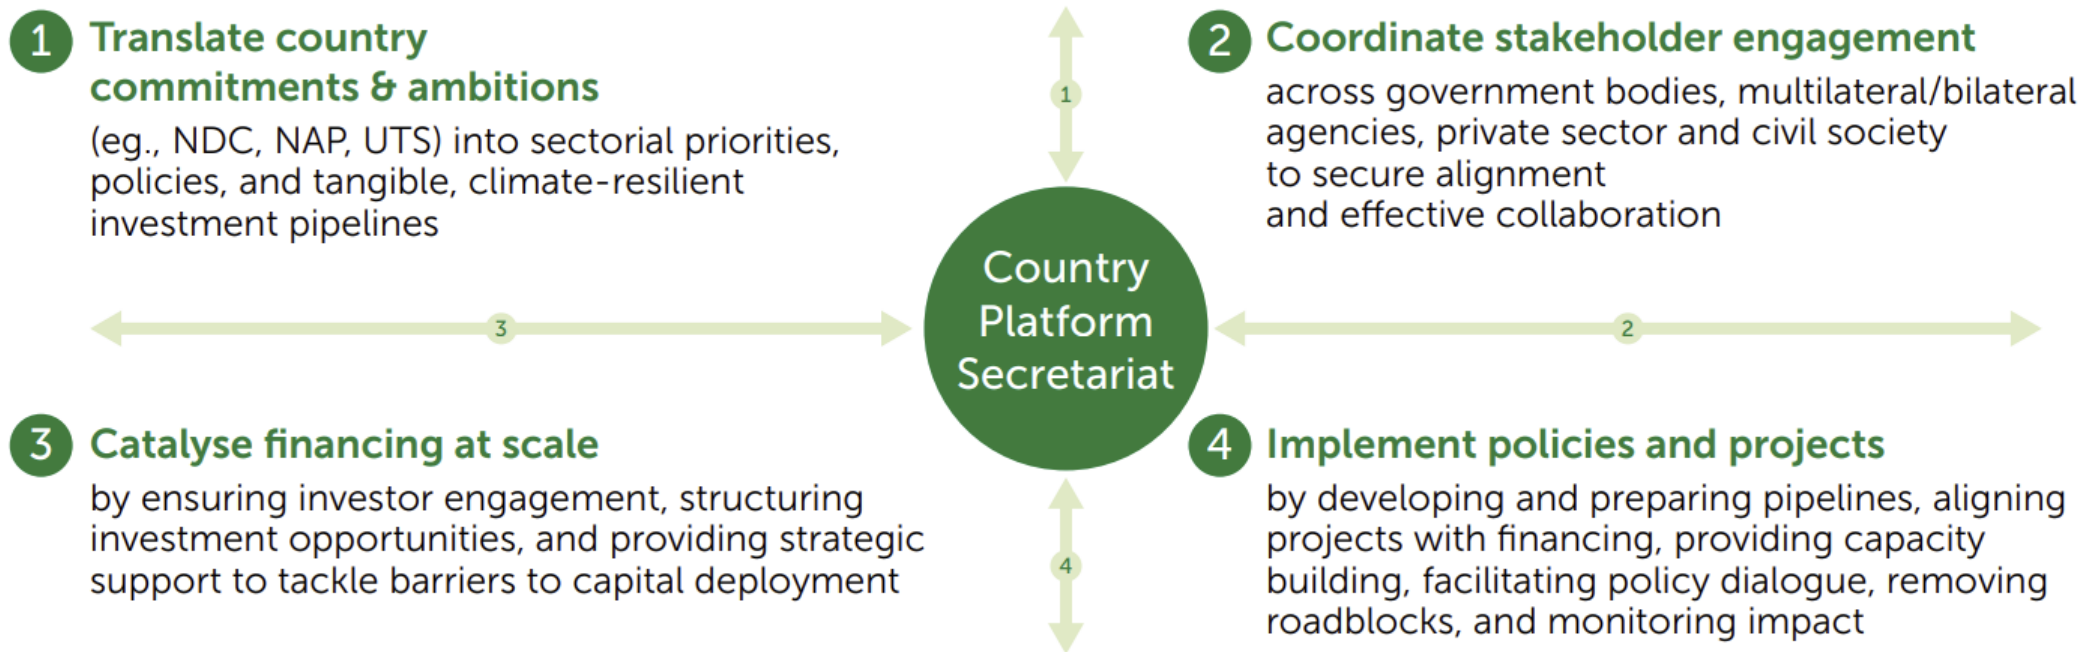 1 Translate country
commitments & ambitions
(eg., NDC, NAP, UTS) into sectorial priorities,
policies, and tangible, climate-resilient
investment pipelines
1
2 Coordinate stakeholder engagement
across government bodies, multilateral/bilateral
agencies, private sector and civil society
to secure alignment
and effective collaboration
Country
Platform
Secretariat
3
2
3 Catalyse financing at scale
by ensuring investor engagement, structuring
investment opportunities, and providing strategic
support to tackle barriers to capital deployment
4
4 Implement policies and projects
by developing and preparing pipelines, aligning
projects with financing, providing capacity
building, facilitating policy dialogue, removing
roadblocks, and monitoring impact